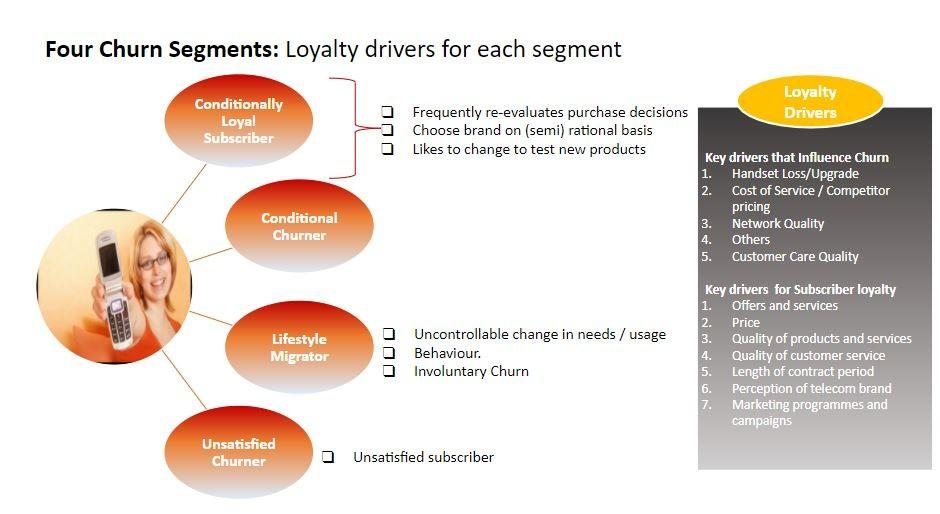 Four Churn Segments: Loyalty drivers for each segment
Conditionally
Loyal
Subscriber
❑ Frequently re-evaluates purchase decisions
❑ Choose brand on (semi) rational basis
❑ Likes to change to test new products
Conditional
Churner
Lifestyle
Migrator
❑ Uncontrollable change in needs / usage
❑ Behaviour.
❑ Involuntary Churn
Unsatisfied
Churner
❑ Unsatisfied subscriber
Loyalty
Drivers
Key drivers that Influence Churn
1. Handset Loss/Upgrade
2. Cost of Service / Competitor
pricing
3. Network Quality
4. Others
5. Customer Care Quality
Key drivers for Subscriber loyalty
1. Offers and services
2. Price
3. Quality of products and services
4. Quality of customer service
5. Length of contract period
6. Perception of telecom brand
7. Marketing programmes and
campaigns